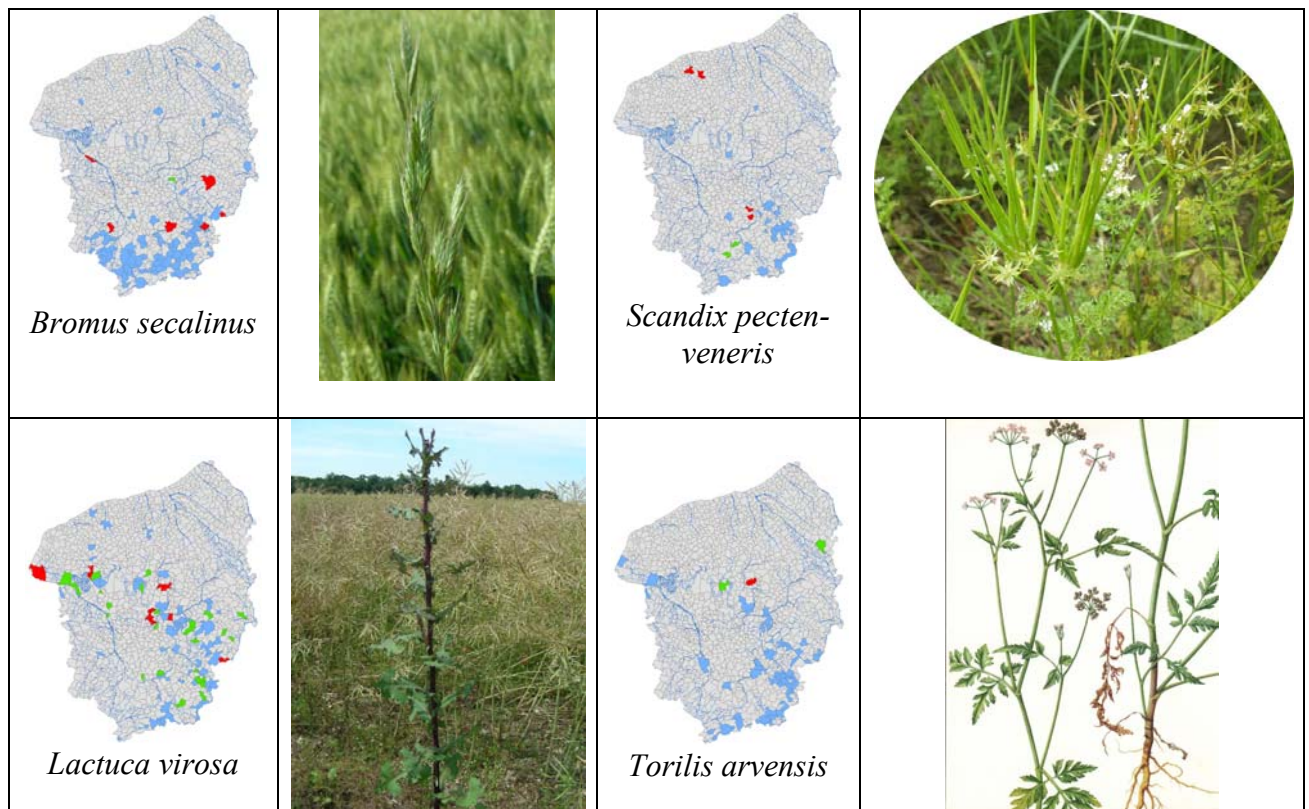 Bromus secalinus
Scandix pecten-
veneris
Lactuca virosa
Torilis arvensis